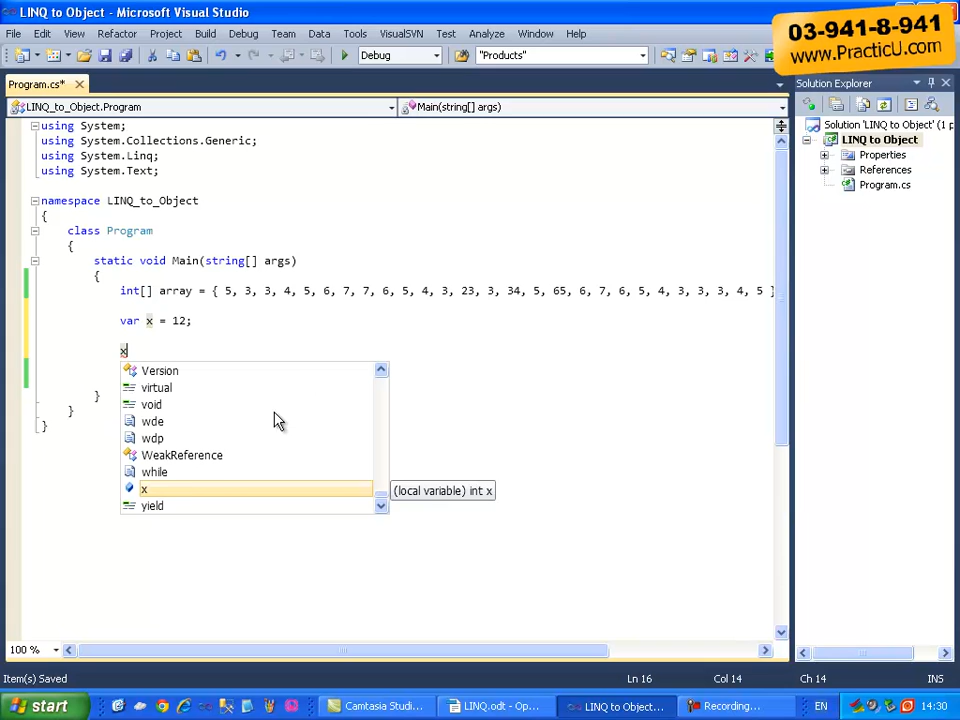 LINQ to Object - Microsoft Visual Studio
03-941-8-941
www.PracticU.com
File Edit View Refactor Project Build Debug Team Data Tools VisualSVN Test Analyze Window Help
Debug "Products"
Program.cs*
Solution Explorer
LINQ_to_Object.Program
Main(string[] args)
Solution 'LINQ to Object' (1 p
LINQ to Object
Properties
References
Program.cs
using System;
using System.Collections.Generic;
using System.Linq;
using System.Text;
namespace LINQ_to_Object
{
class Program
{
static void Main(string[] args)
{
int[] array = { 5, 3, 3, 4, 5, 6, 7, 7, 6, 5, 4, 3, 23, 3, 34, 5, 65, 6, 7, 6, 5, 4, 3, 3, 3, 4, 5 }
var x = 12;
x
Version
virtual
void
wde
wdp
WeakReference
while
x
(local variable) int x
yield
}
}
}
100 %
Item(s) Saved
Ln 16 Col 14 Ch 14 INS
start
Camtasia Studi...
LINQ.odt - Op...
LINQ to Object...
Recording...
EN
14:30